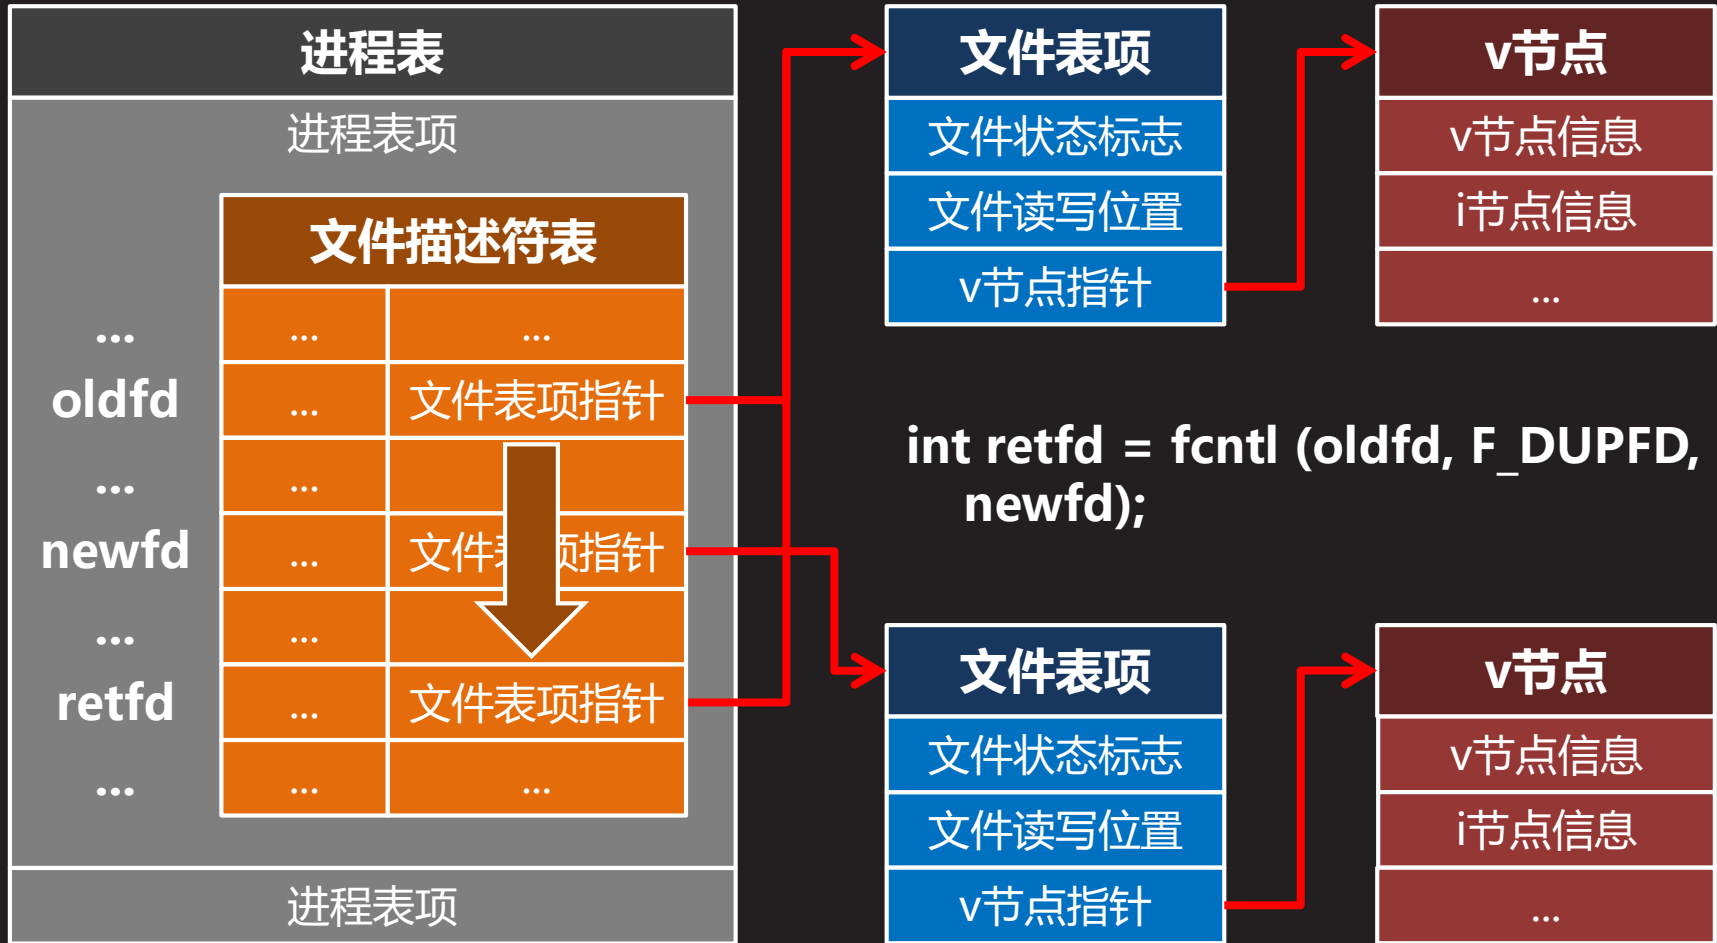 进程表
进程表项
文件描述符表
... ... ...
oldfd ... 文件表项指针
... ...
newfd ... 文件表项指针
... ...
retfd ... 文件表项指针
... ... ...
进程表项
文件表项
文件状态标志
文件读写位置
v节点指针
v节点
v节点信息
i节点信息
...
int retfd = fcntl (oldfd, F_DUPFD,
newfd);
文件表项
文件状态标志
文件读写位置
v节点指针
v节点
v节点信息
i节点信息
...